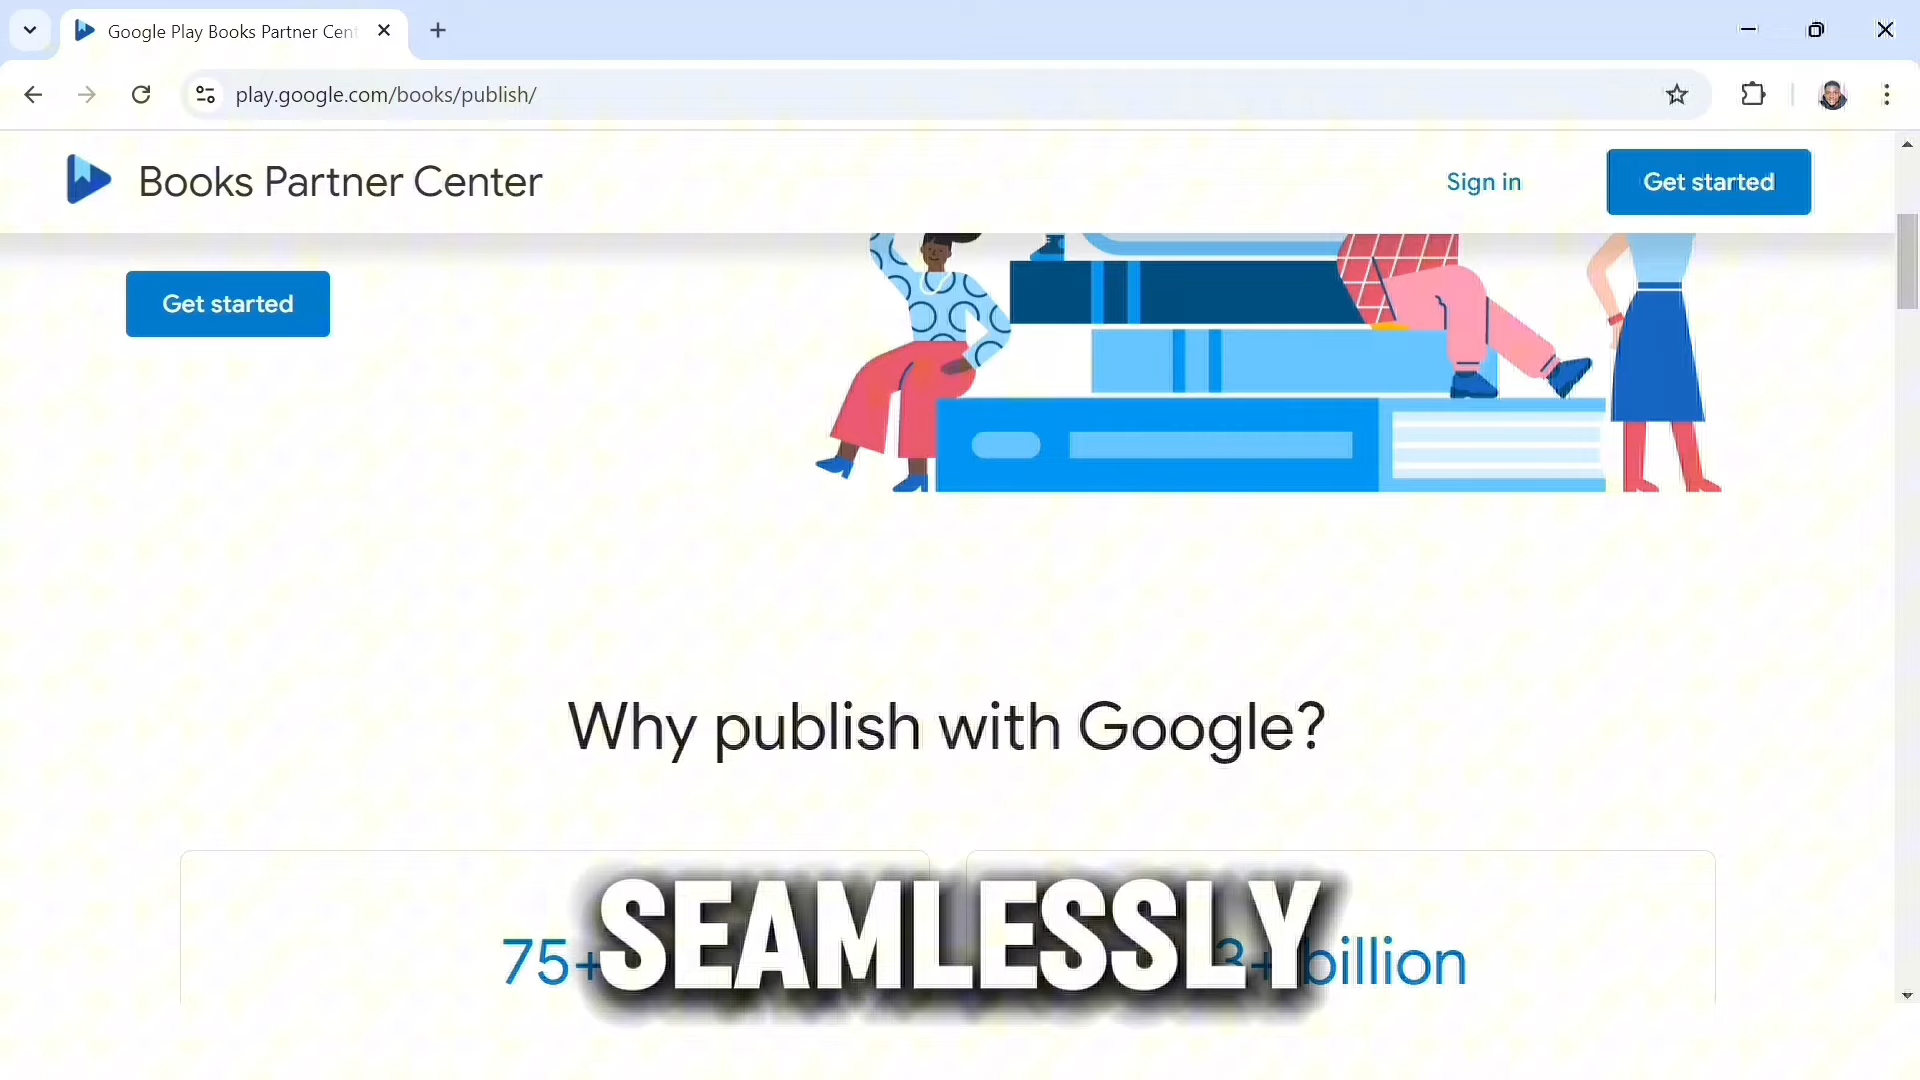 Google Play Books Partner Cent
play.google.com/books/publish/
Books Partner Center
Sign in
Get started
Get started
Why publish with Google?
75+
3+ billion
SEAMLESSLY